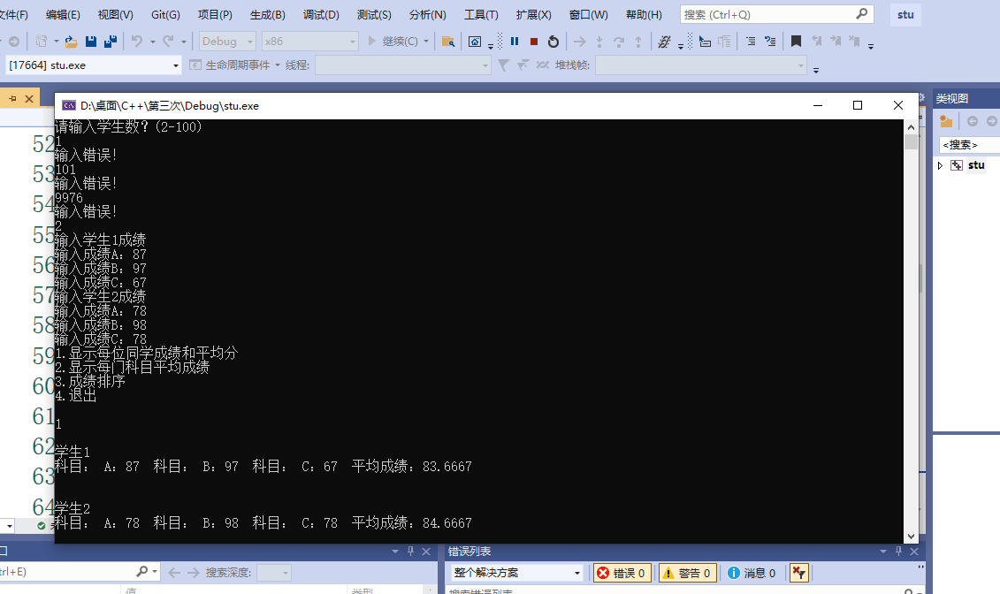 文件(F) 编辑(E) 视图(V) Git(G) 项目(P) 生成(B) 调试(D) 测试(S) 分析(N) 工具(T) 扩展(X) 窗口(W) 帮助(H) 搜索 (Ctrl+Q) stu
Debug x86 继续(C)
[17664] stu.exe 生命周期事件 线程: 堆栈帧:
D:\桌面\C++\第三次\Debug\stu.exe
类视图
<搜索>
stu
52
53
54
55
56
57
58
59
60
61
62
63
64
请输入学生数？(2-100)
1
输入错误!
101
输入错误!
9976
输入错误!
2
输入学生1成绩
输入成绩A：87
输入成绩B：97
输入成绩C：67
输入学生2成绩
输入成绩A：78
输入成绩B：98
输入成绩C：78
1.显示每位同学成绩和平均分
2.显示每门科目平均成绩
3.成绩排序
4.退出
1
学生1
科目： A：87 科目： B：97 科目： C：67 平均成绩：83.6667
学生2
科目： A：78 科目： B：98 科目： C：78 平均成绩：84.6667
错误列表
trl+E) 搜索深度: 整个解决方案 错误 0 警告 0 消息 0
值 类型 搜索错误列表